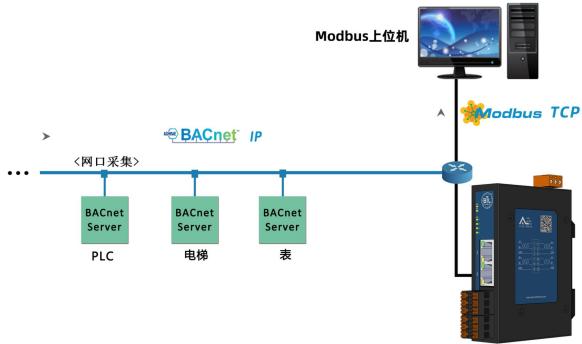 Modbus上位机
BACnet IP
Modbus TCP
<网口采集>
BACnet
Server
BACnet
Server
BACnet
Server
PLC
电梯
表